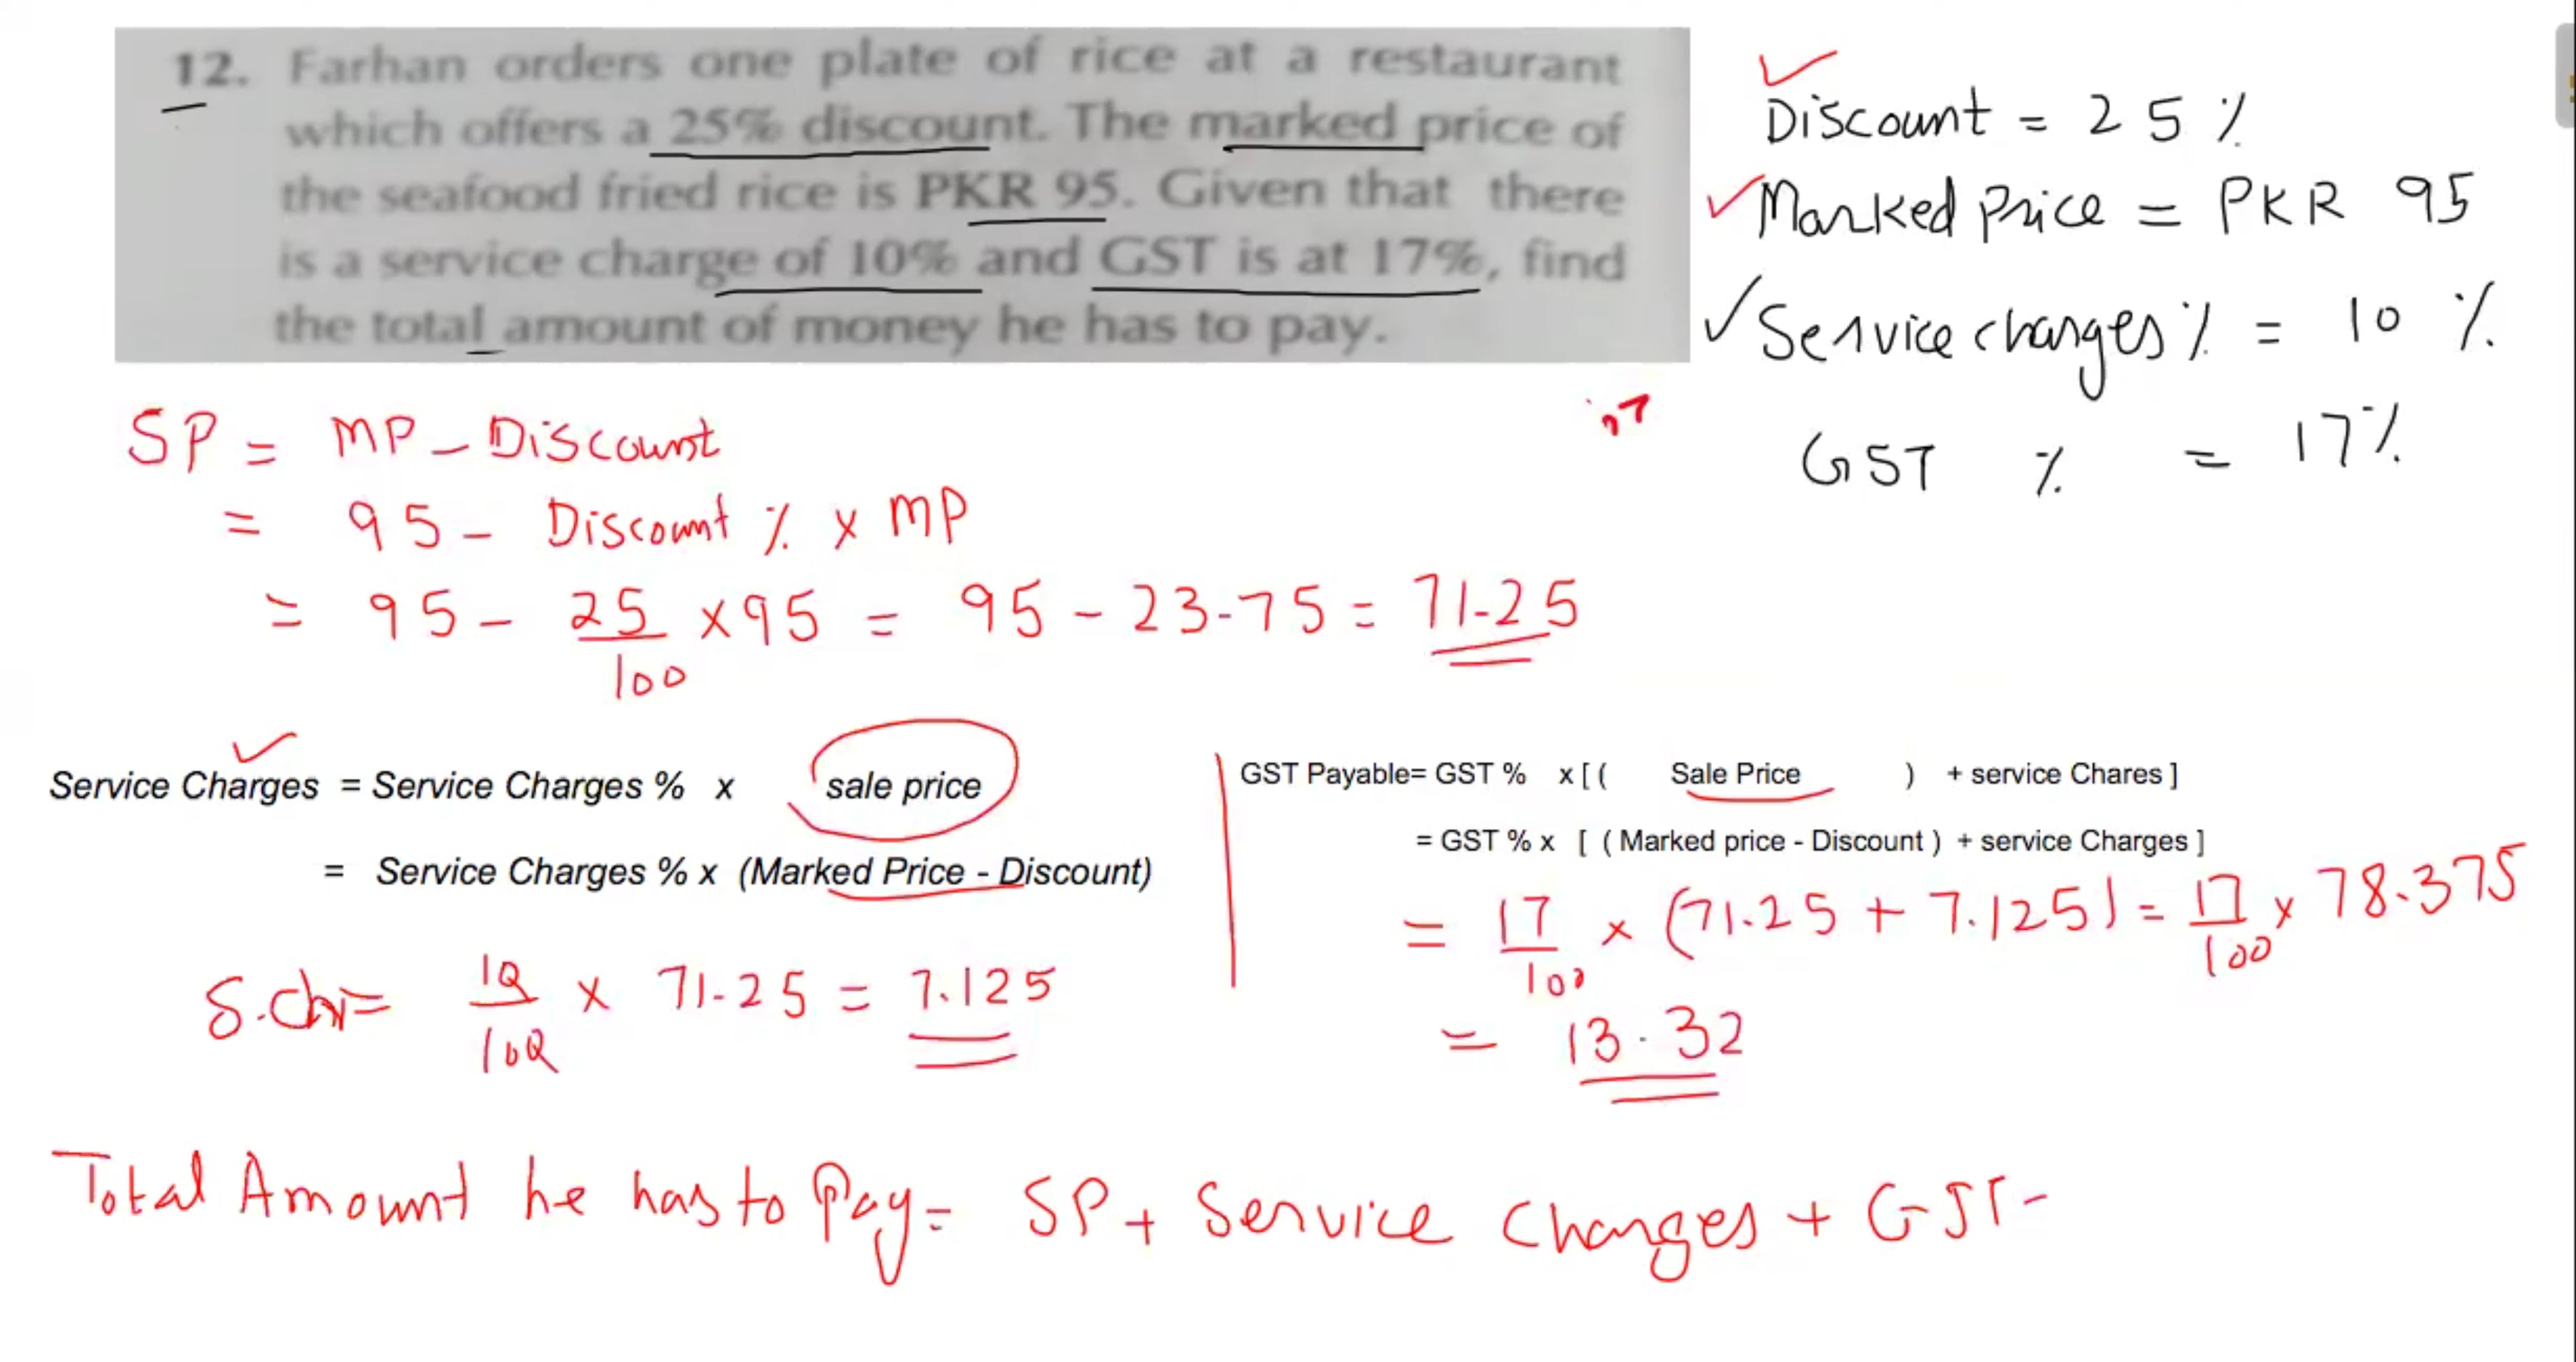 12. Farhan orders one plate of rice at a restaurant
which offers a 25% discount. The marked price of
the seafood fried rice is PKR 95. Given that there
is a service charge of 10% and GST is at 17%, find
the total amount of money he has to pay.
Discount = 25 %
Marked Price = PKR 95
Service charges % = 10 %
GST % = 17%
SP = MP - Discount
= 95 - Discount % x MP
= 95 - 25/100 x 95 = 95 - 23.75 = 71.25
Service Charges = Service Charges % x sale price
= Service Charges % x (Marked Price - Discount)
S.Ch = 10/100 x 71.25 = 7.125
GST Payable= GST % x [ ( Sale Price ) + service Chares ]
= GST % x [ ( Marked price - Discount ) + service Charges ]
= 17/100 x (71.25 + 7.125) = 17/100 x 78.375
= 13.32
Total Amount he has to Pay = SP + Service Charges + GST -